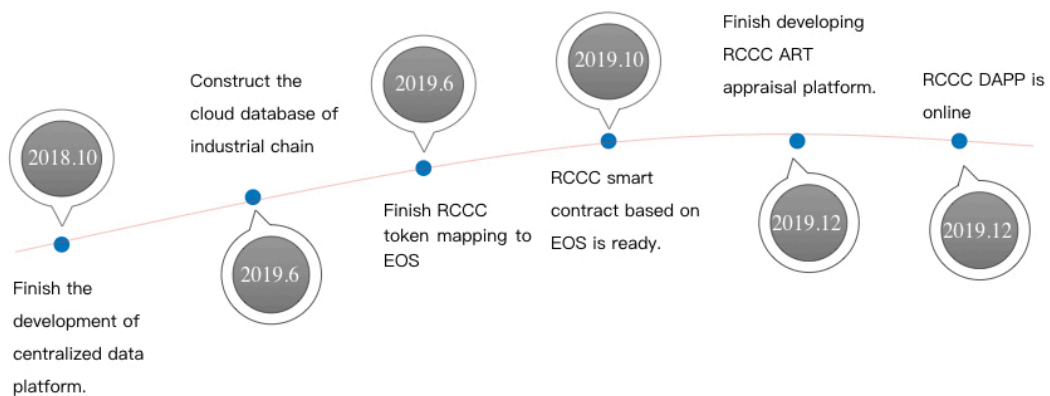 2018.10
Finish the
development of
centralized data
platform.
Construct the
cloud database of
industrial chain
2019.6
2019.6
Finish RCCC
token mapping to
EOS
2019.10
RCCC smart
contract based on
EOS is ready.
Finish developing
RCCC ART
appraisal platform.
2019.12
RCCC DAPP is
online
2019.12